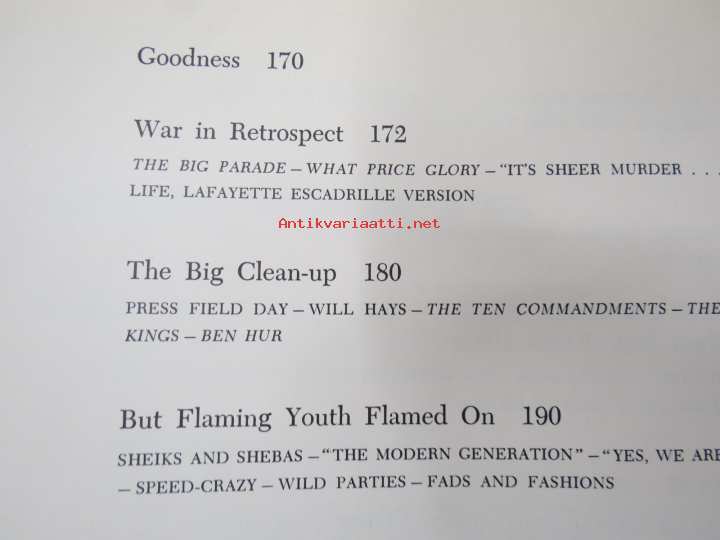 Goodness 170
War in Retrospect 172
THE BIG PARADE – WHAT PRICE GLORY – "IT'S SHEER MURDER . . .
LIFE, LAFAYETTE ESCADRILLE VERSION
Antikvariaatti.net
The Big Clean-up 180
PRESS FIELD DAY – WILL HAYS – THE TEN COMMANDMENTS – THE
KINGS – BEN HUR
But Flaming Youth Flamed On 190
SHEIKS AND SHEBAS – "THE MODERN GENERATION" – "YES, WE ARE
– SPEED-CRAZY – WILD PARTIES – FADS AND FASHIONS